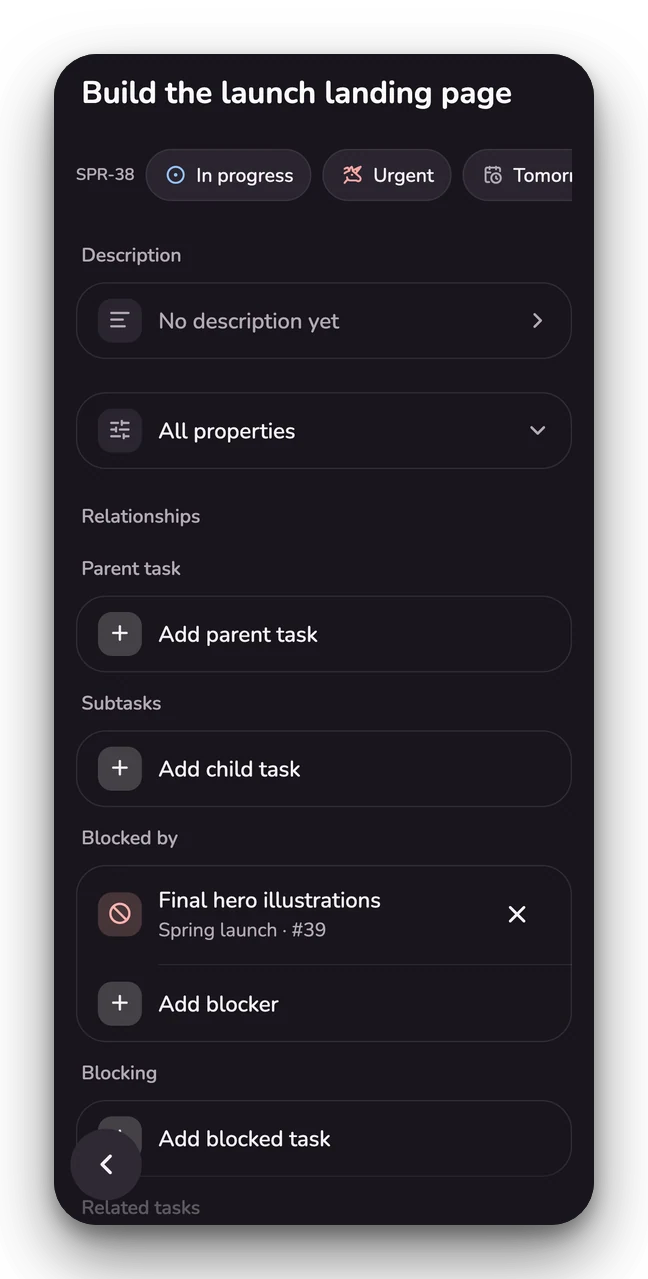 Build the launch landing page
SPR-38
In progress
Urgent
Description
No description yet
All properties
Relationships
Parent task
Add parent task
Subtasks
Add child task
Blocked by
Final hero illustrations
Spring launch · #39
Add blocker
Blocking
Add blocked task
Related tasks